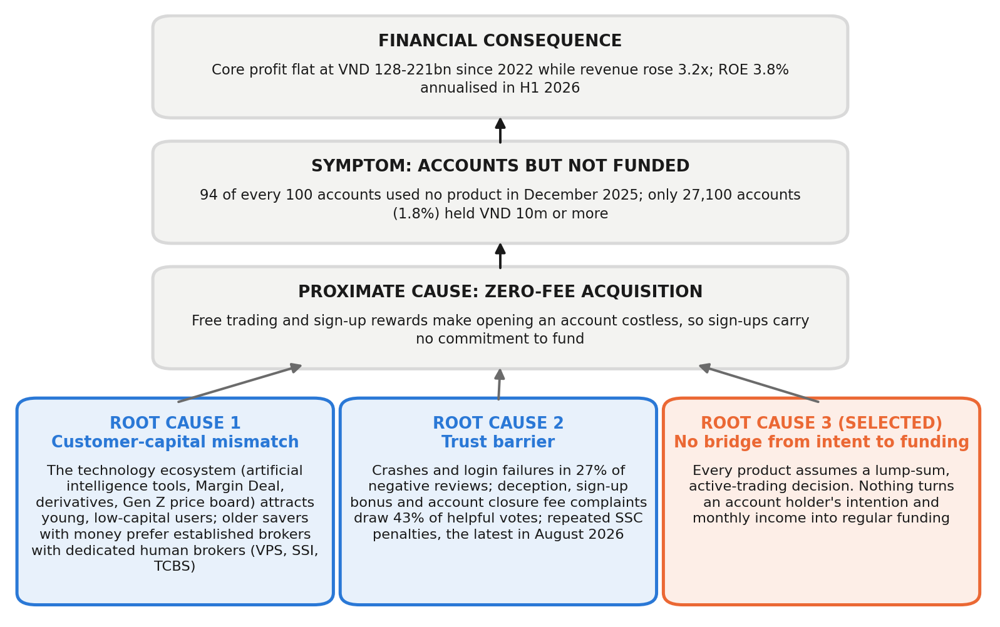 FINANCIAL CONSEQUENCE
Core profit flat at VND 128-221bn since 2022 while revenue rose 3.2x; ROE 3.8%
annualised in H1 2026
SYMPTOM: ACCOUNTS BUT NOT FUNDED
94 of every 100 accounts used no product in December 2025; only 27,100 accounts
(1.8%) held VND 10m or more
PROXIMATE CAUSE: ZERO-FEE ACQUISITION
Free trading and sign-up rewards make opening an account costless, so sign-ups carry
no commitment to fund
ROOT CAUSE 1
Customer-capital mismatch
The technology ecosystem (artificial
intelligence tools, Margin Deal,
derivatives, Gen Z price board) attracts
young, low-capital users; older savers
with money prefer established brokers
with dedicated human brokers (VPS, SSI,
TCBS)
ROOT CAUSE 2
Trust barrier
Crashes and login failures in 27% of
negative reviews; deception, sign-up
bonus and account closure fee complaints
draw 43% of helpful votes; repeated SSC
penalties, the latest in August 2026
ROOT CAUSE 3 (SELECTED)
No bridge from intent to funding
Every product assumes a lump-sum,
active-trading decision. Nothing turns
an account holder's intention and
monthly income into regular funding